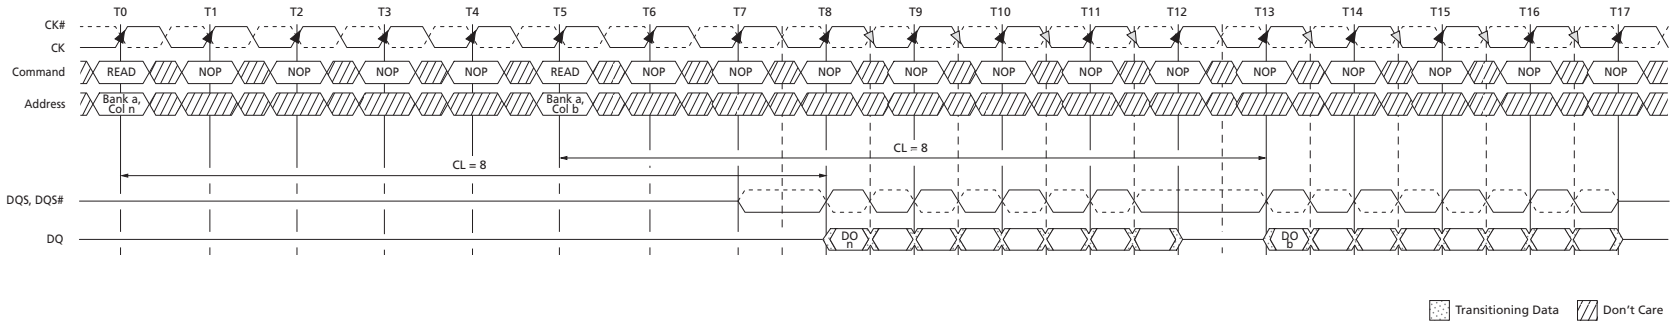 T0 T1 T2 T3 T4 T5 T6 T7 T8 T9 T10 T11 T12 T13 T14 T15 T16 T17
CK#
CK
Command READ NOP NOP NOP NOP READ NOP NOP NOP NOP NOP NOP NOP NOP NOP NOP NOP NOP
Address Bank a, Bank a,
Col n Col b
CL = 8
CL = 8
DQS, DQS#
DQ DO DO
n b
Transitioning Data Don't Care